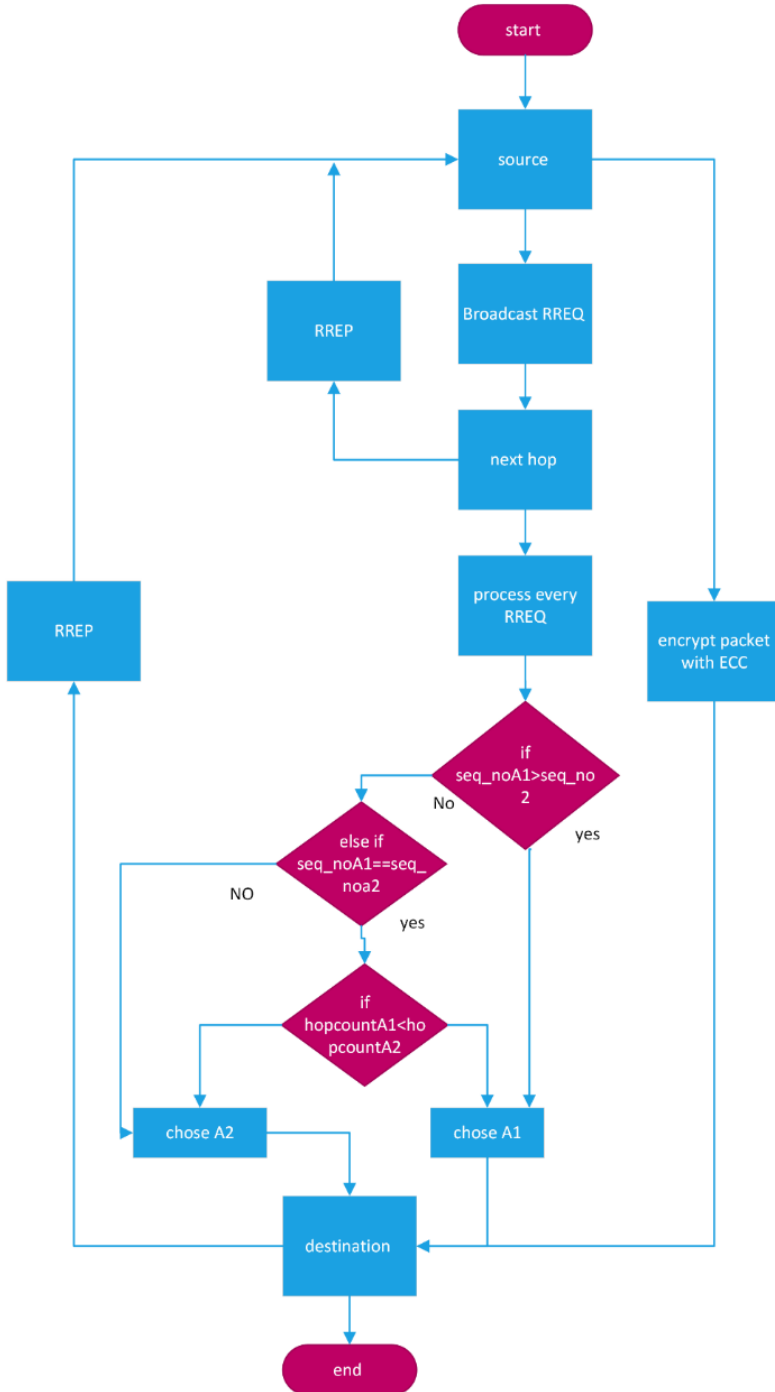 start
source
Broadcast RREQ
RREP
next hop
process every
RREQ
RREP
encrypt packet
with ECC
if
seq_noA1>seq_no
2
No
yes
else if
seq_noA1==seq_
noa2
NO
yes
if
hopcountA1<ho
pcountA2
chose A2
chose A1
destination
end